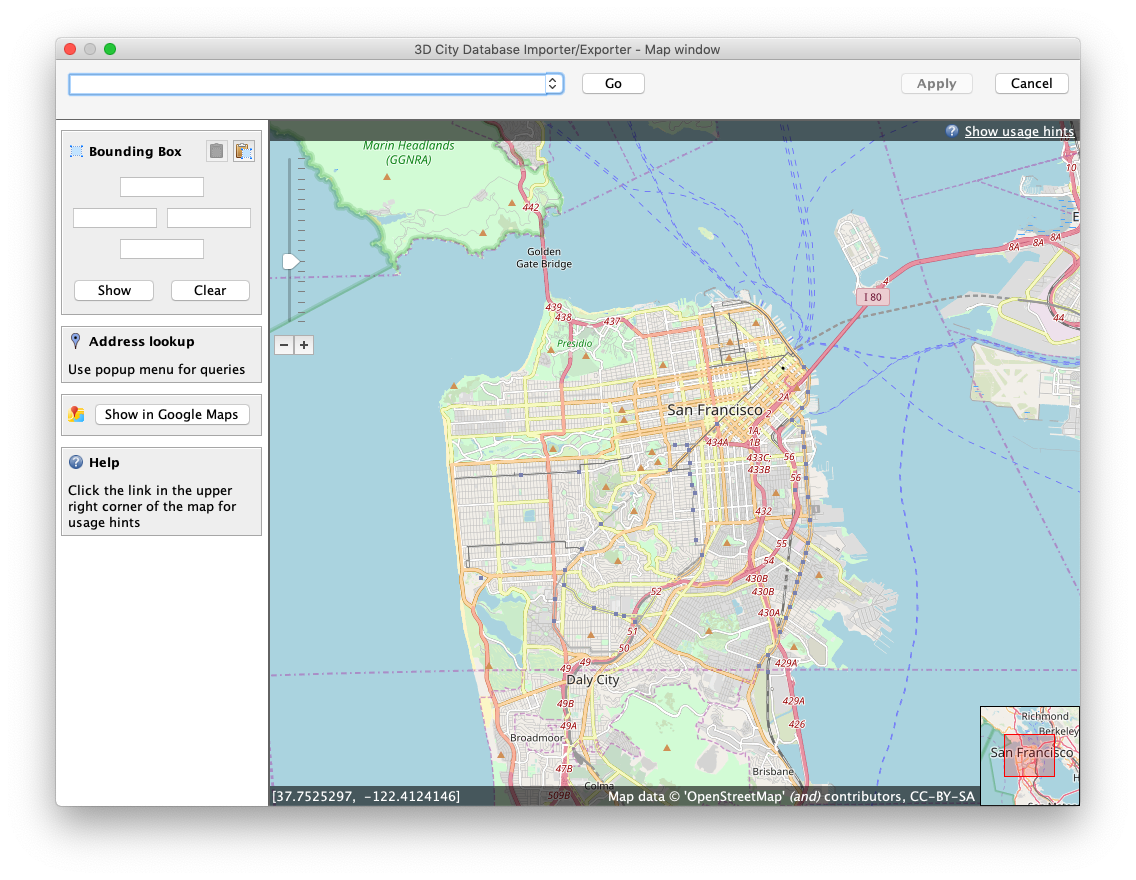 3D City Database Importer/Exporter - Map window
Go
Apply
Cancel
Show usage hints
Bounding Box
Show
Clear
Address lookup
Use popup menu for queries
Show in Google Maps
Help
Click the link in the upper
right corner of the map for
usage hints
Marin Headlands
(GGNRA)
442
Golden
Gate Bridge
10
E
8A
8A
8A
4
I 80
44
439
438
437
Presidio
San Francisco
2A
2
1A
1B
434A
433C;
433B
56
56
432
55
54
430B
430B
430A
52
51
50
49
49
Daly City
429A
429A
426
49B
49A
Broadmoor
47B
Brisbane
Colma
509B
Richmond
Berkeley
San Francisco
H
San Mateo
[37.7525297, -122.4124146]
Map data © 'OpenStreetMap' (and) contributors, CC-BY-SA